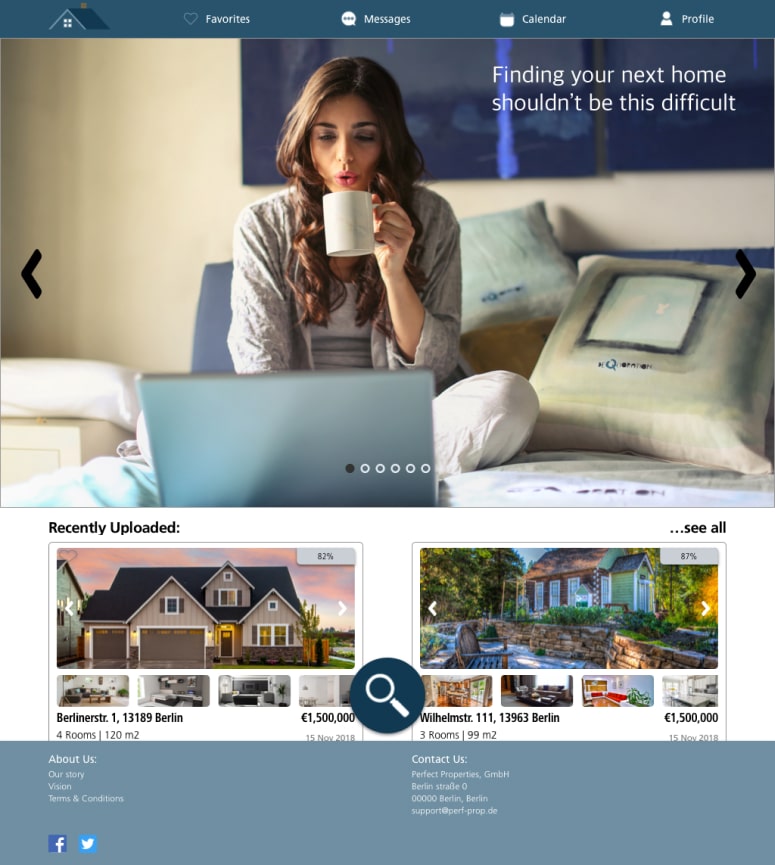 Favorites
Messages
Calendar
Profile
Finding your next home
shouldn't be this difficult
Recently Uploaded:
...see all
82%
87%
Berlinerstr. 1, 13189 Berlin
€1,500,000
4 Rooms | 120 m2
15 Nov 2018
Wilhelmstr. 111, 13963 Berlin
€1,500,000
3 Rooms | 99 m2
15 Nov 2018
About Us:
Our story
Vision
Terms & Conditions
Contact Us:
Perfect Properties, GmbH
Berlin straße 0
00000 Berlin, Berlin
support@perf-prop.de